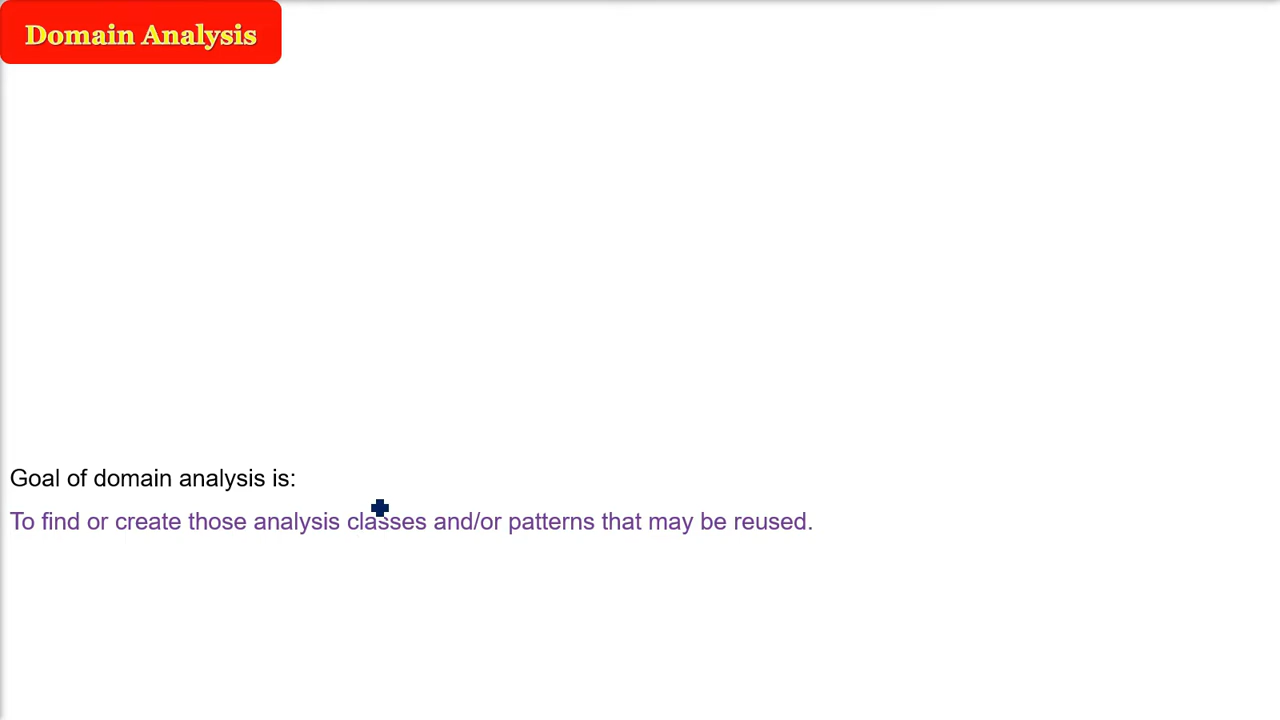 Domain Analysis
Goal of domain analysis is:
To find or create those analysis classes and/or patterns that may be reused.